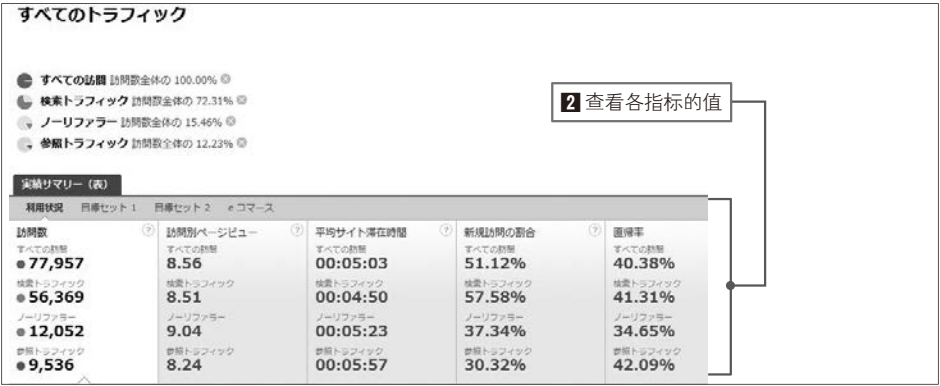 すべてのトラフィック
すべての訪問 訪問数全体の 100.00%
検索トラフィック 訪問数全体の 72.31%
ノーリファラー 訪問数全体の 15.46%
参照トラフィック 訪問数全体の 12.23%
2 查看各指标的值
実績サマリー（表）
利用状況 目標セット 1 目標セット 2 e コマース
訪問数 ? 訪問別ページビュー ? 平均サイト滞在時間 ? 新規訪問の割合 ? 直帰率
すべての訪問 すべての訪問 すべての訪問 すべての訪問 すべての訪問
77,957 8.56 00:05:03 51.12% 40.38%
検索トラフィック 検索トラフィック 検索トラフィック 検索トラフィック 検索トラフィック
56,369 8.51 00:04:50 57.58% 41.31%
ノーリファラー ノーリファラー ノーリファラー ノーリファラー ノーリファラー
12,052 9.04 00:05:23 37.34% 34.65%
参照トラフィック 参照トラフィック 参照トラフィック 参照トラフィック 参照トラフィック
9,536 8.24 00:05:57 30.32% 42.09%